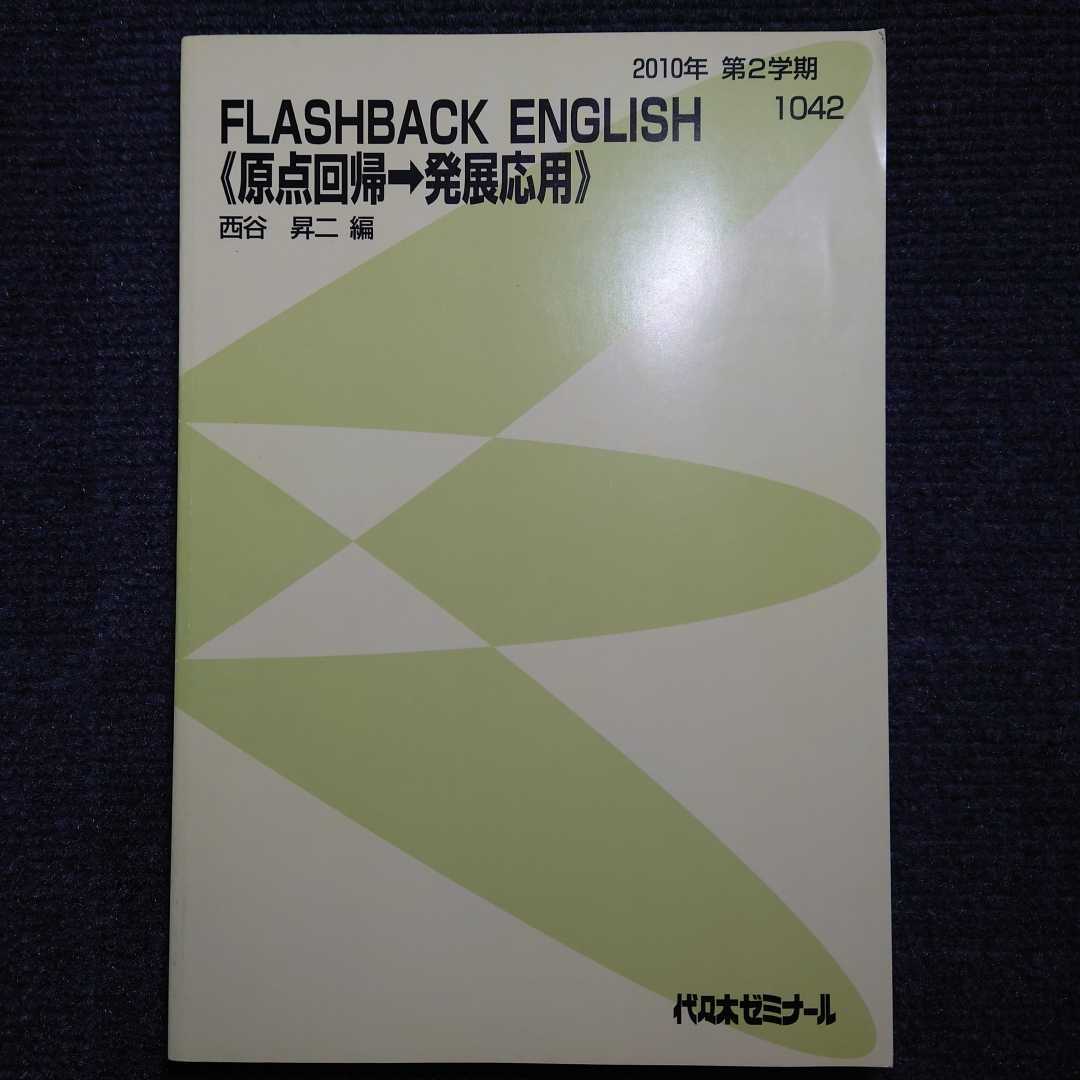 2010年 第2学期
FLASHBACK ENGLISH 1042
《原点回帰➡発展応用》
西谷 昇二 編
代々木ゼミナール